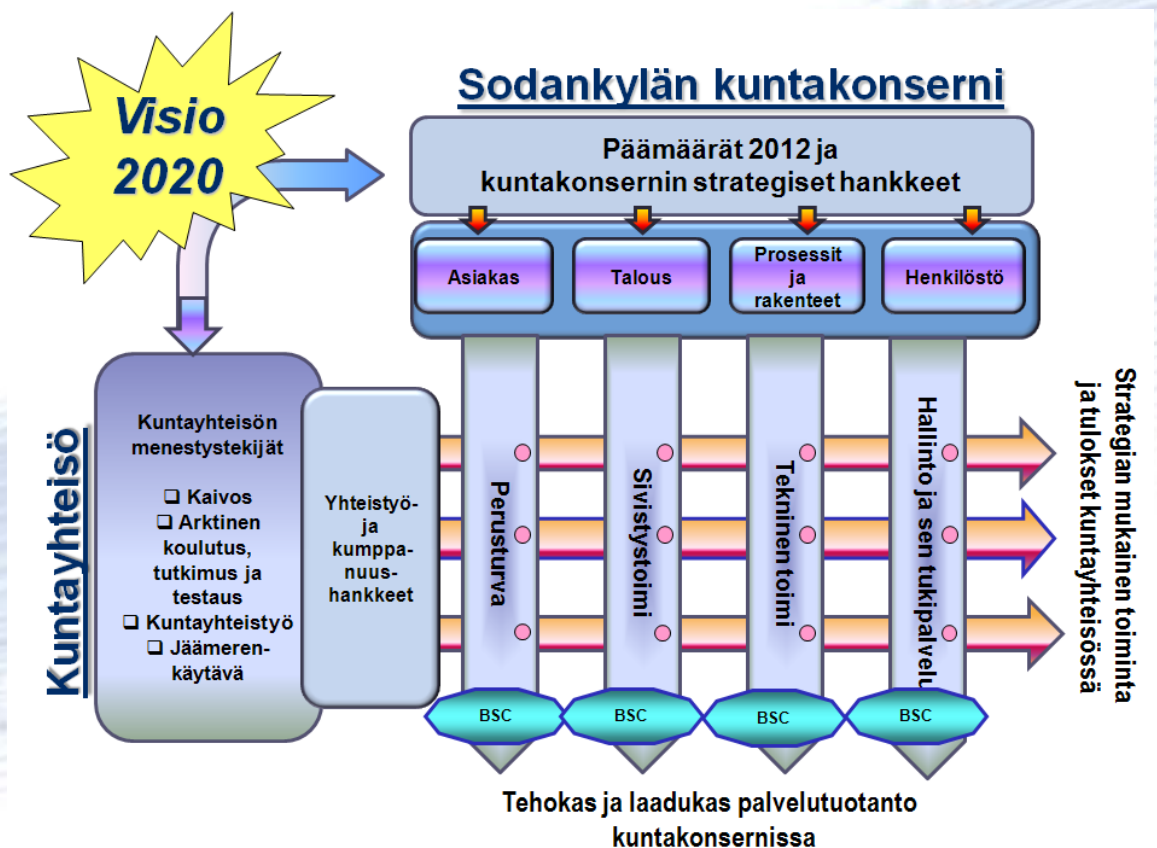 Visio
2020
Sodankylän kuntakonserni
Päämäärät 2012 ja
kuntakonsernin strategiset hankkeet
Asiakas
Talous
Prosessit
ja
rakenteet
Henkilöstö
Kuntayhteisö
Kuntayhteisön
menestystekijät
❑ Kaivos
❑ Arktinen
koulutus,
tutkimus ja
testaus
❑ Kuntayhteistyö
❑ Jäämeren-
käytävä
Yhteistyö-
ja
kumppa-
nuus-
hankkeet
Perusturva
Sivistystoimi
Tekninen toimi
Hallinto ja sen tukipalvelu
Strategian mukainen toiminta
ja tulokset kuntayhteisössä
BSC
BSC
BSC
BSC
Tehokas ja laadukas palvelutuotanto
kuntakonsernissa